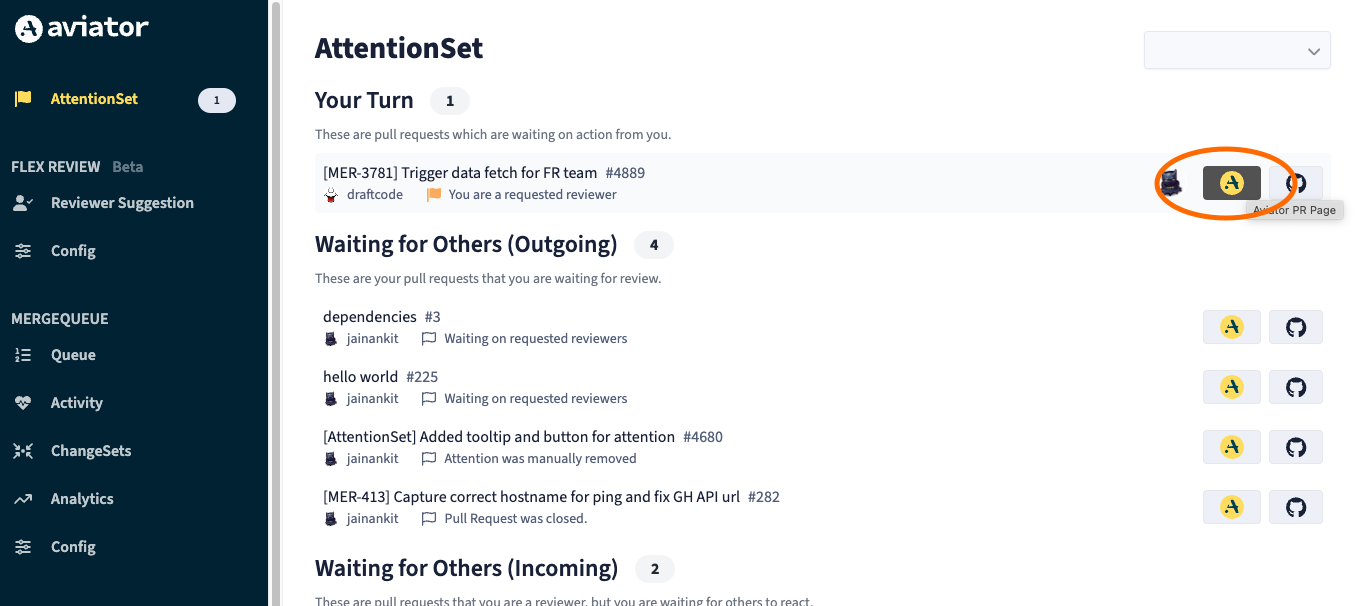 aviator
AttentionSet
1
FLEX REVIEW Beta
Reviewer Suggestion
Config
MERGEQUEUE
Queue
Activity
ChangeSets
Analytics
Config
AttentionSet
Your Turn 1
These are pull requests which are waiting on action from you.
[MER-3781] Trigger data fetch for FR team #4889
draftcode You are a requested reviewer
Aviator PR Page
Waiting for Others (Outgoing) 4
These are your pull requests that you are waiting for review.
dependencies #3
jainankit Waiting on requested reviewers
hello world #225
jainankit Waiting on requested reviewers
[AttentionSet] Added tooltip and button for attention #4680
jainankit Attention was manually removed
[MER-413] Capture correct hostname for ping and fix GH API url #282
jainankit Pull Request was closed.
Waiting for Others (Incoming) 2
These are pull requests that you are a reviewer, but you are waiting for others to react.